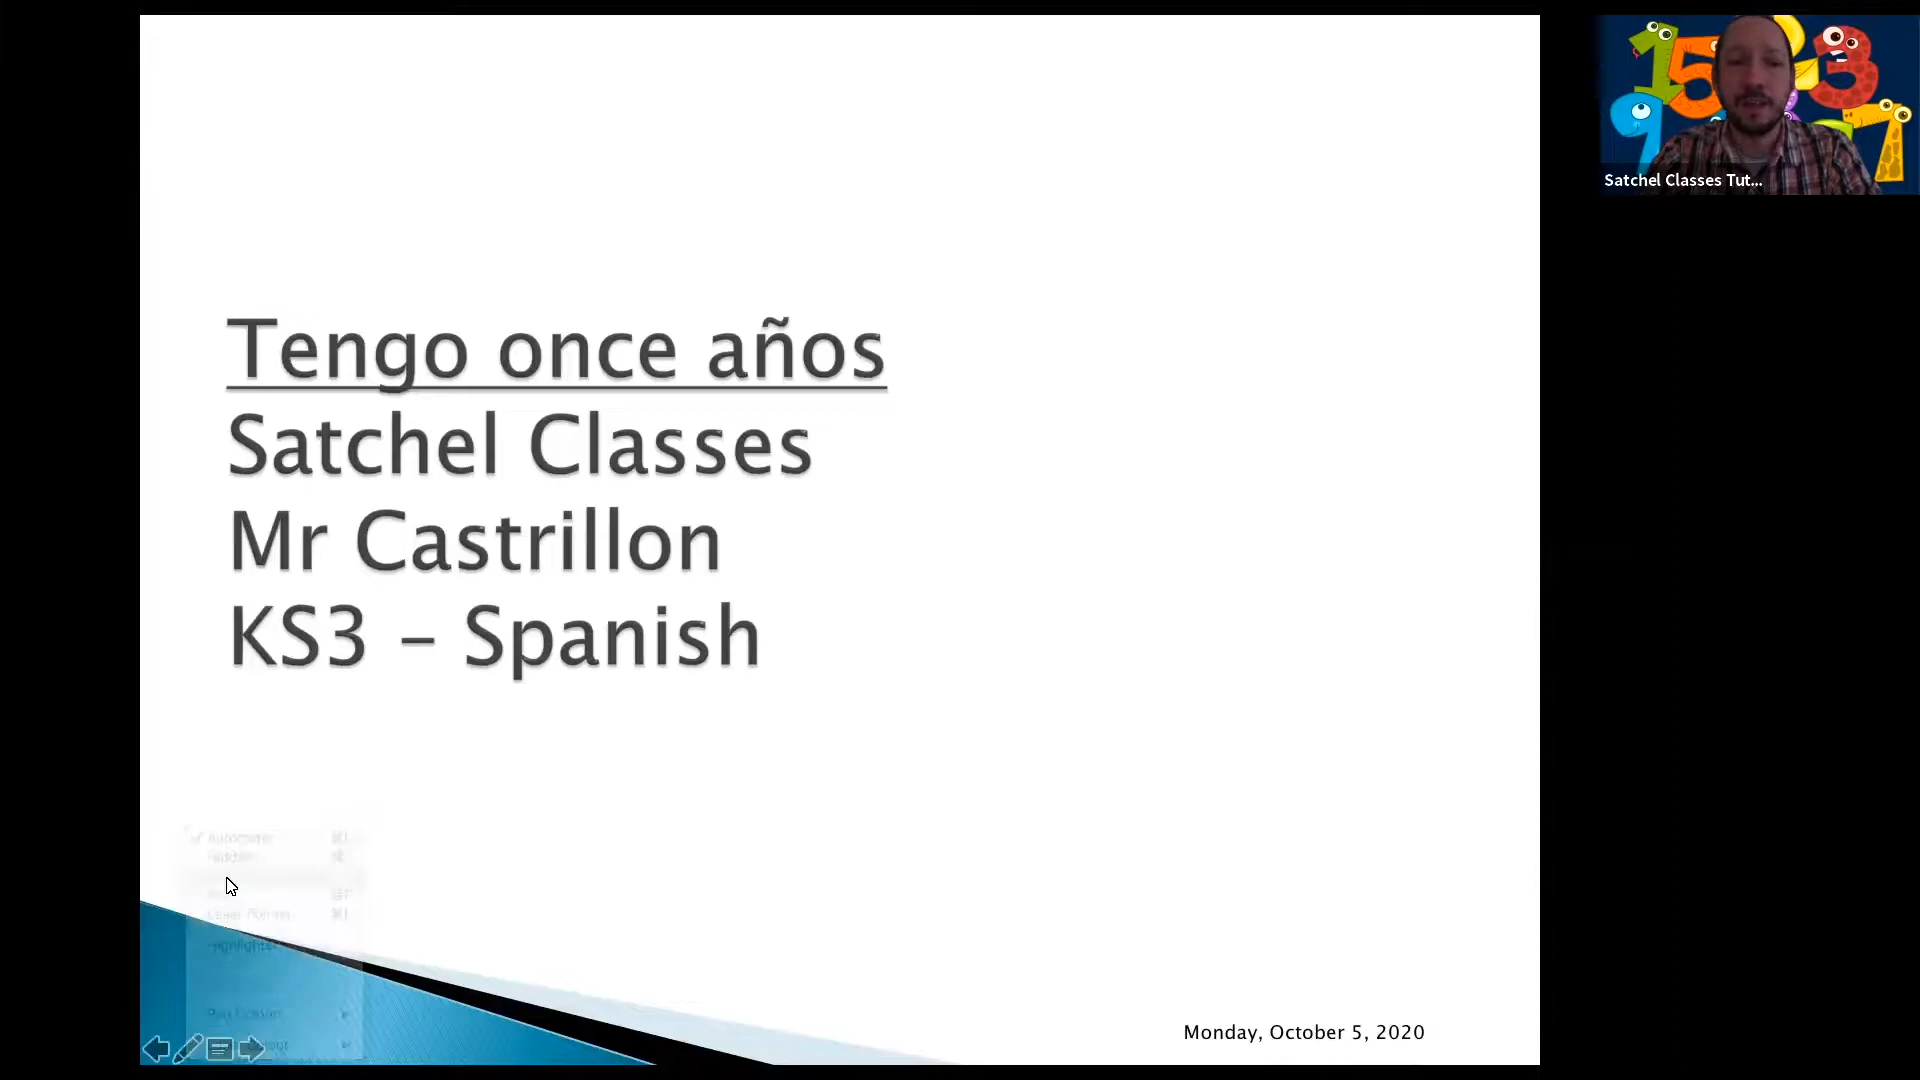 Tengo once años
Satchel Classes
Mr Castrillon
KS3 – Spanish
Monday, October 5, 2020
Satchel Classes Tut...